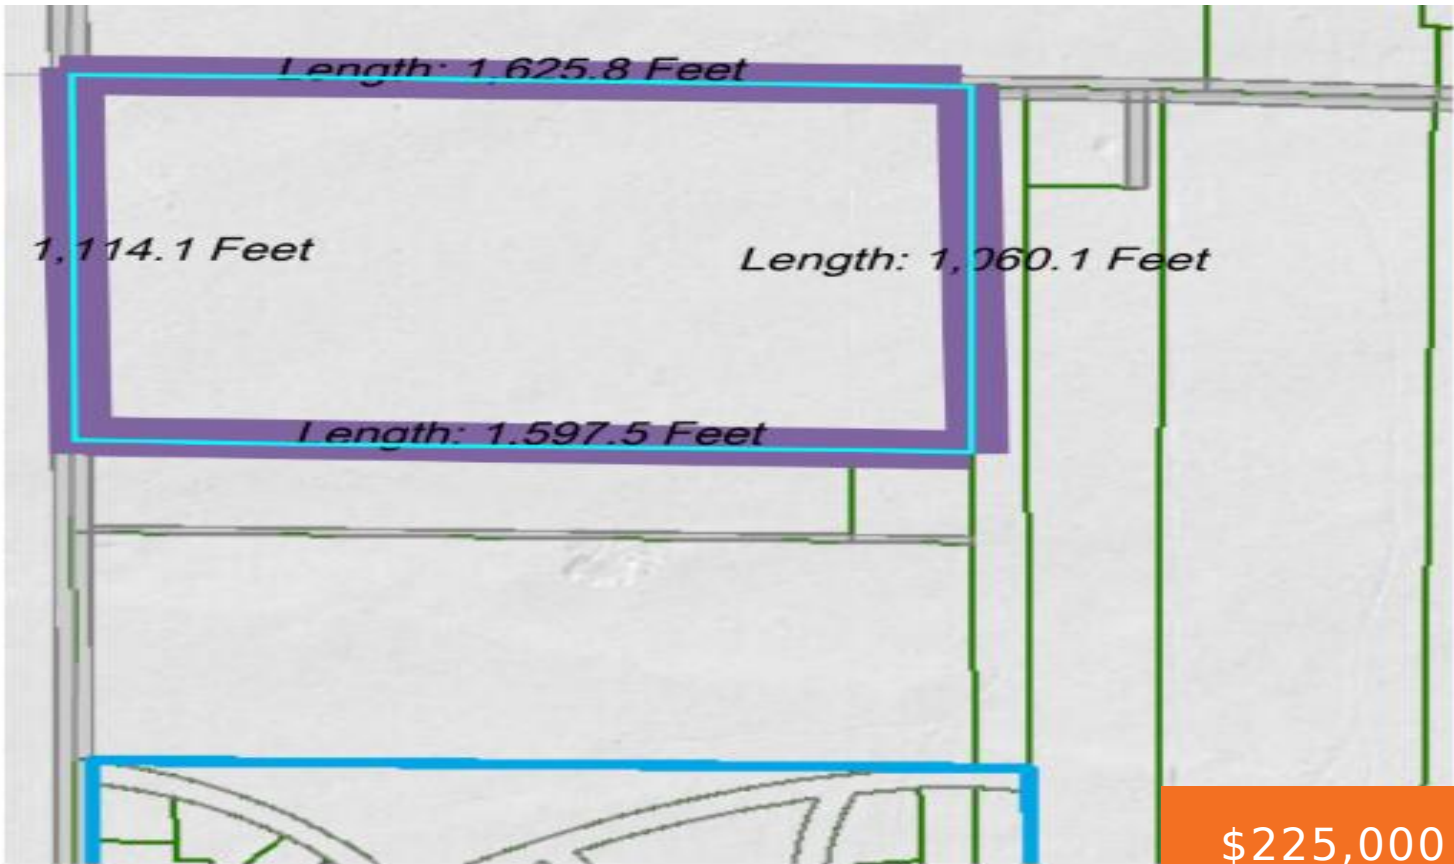 Length: 1,625.8 Feet
1,114.1 Feet
Length: 1,060.1 Feet
Length: 1,597.5 Feet
$225,000